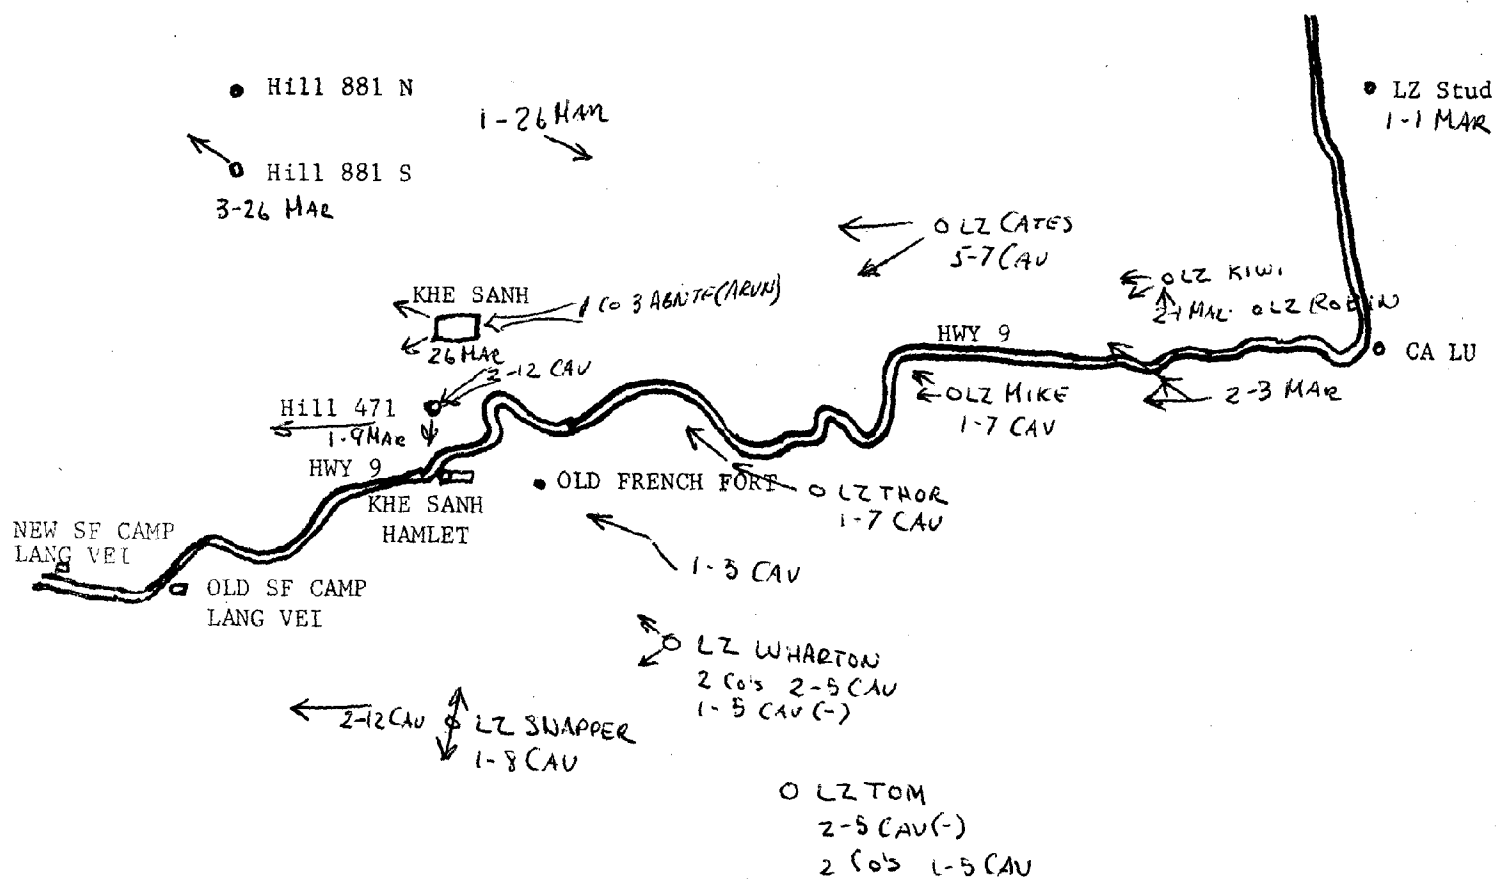 Hill 881 N
LZ Stud
1-1 MAR
1-26 MAR
Hill 881 S
3-26 MAR
O LZ CATES
5-7 CAV
O LZ KIWI
2-1 MAR O LZ ROBIN
KHE SANH
1 CO 3 ABNTF (ARVN)
26 MAR
HWY 9
CA LU
2-12 CAV
Hill 471
1-9 MAR
O LZ MIKE
1-7 CAV
2-3 MAR
HWY 9
KHE SANH
HAMLET
OLD FRENCH FORT
O LZ THOR
1-7 CAV
NEW SF CAMP
LANG VEI
1-5 CAV
OLD SF CAMP
LANG VEI
LZ WHARTON
2 Co's 2-5 CAV
1-5 CAV (-)
2-12 CAV
LZ SNAPPER
1-8 CAV
O LZ TOM
2-5 CAV (-)
2 Co's 1-5 CAV